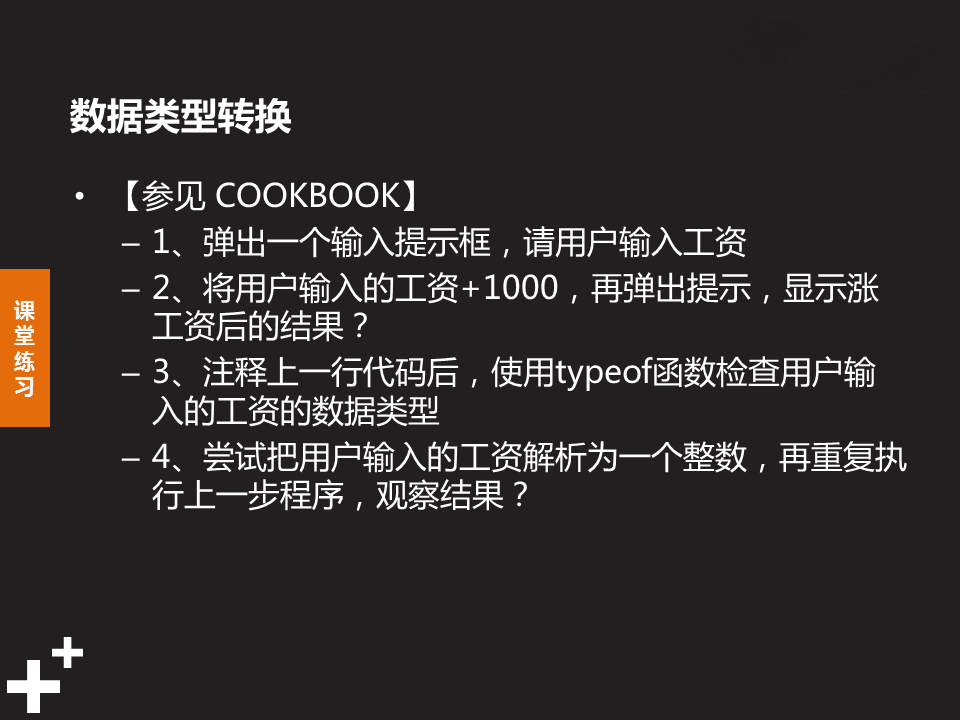 数据类型转换
• 【参见 COOKBOOK】
– 1、弹出一个输入提示框，请用户输入工资
– 2、将用户输入的工资+1000，再弹出提示，显示涨
工资后的结果？
– 3、注释上一行代码后，使用typeof函数检查用户输
入的工资的数据类型
– 4、尝试把用户输入的工资解析为一个整数，再重复执
行上一步程序，观察结果？
课
堂
练
习